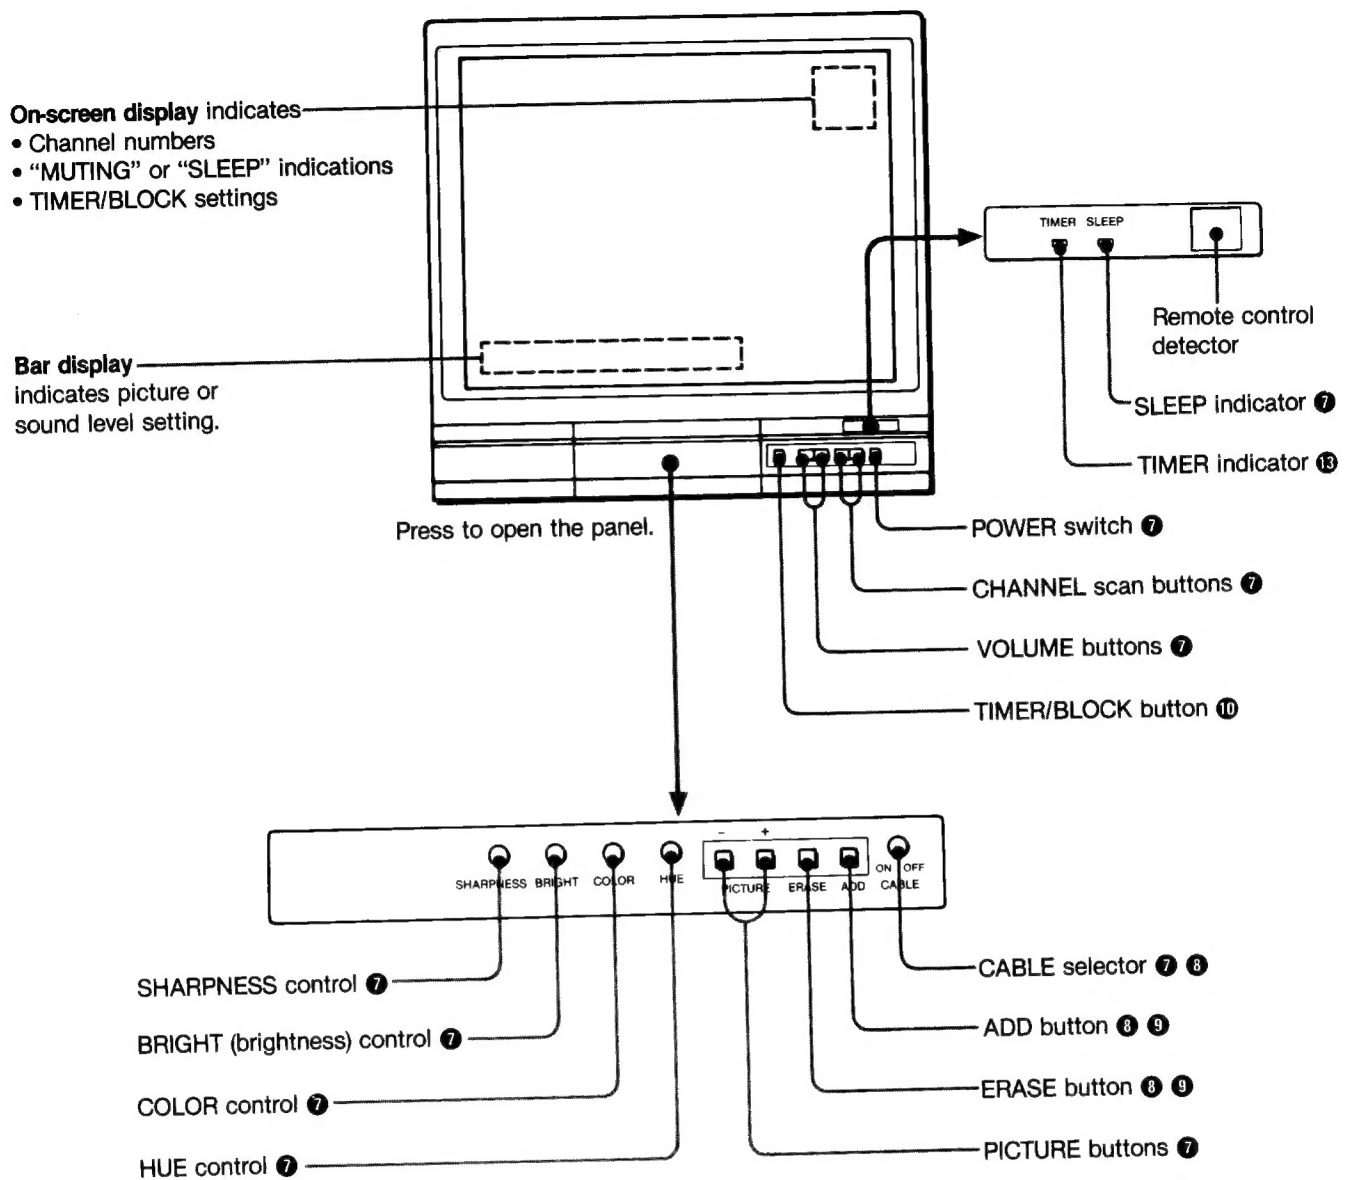 On-screen display indicates
• Channel numbers
• “MUTING” or “SLEEP” indications
• TIMER/BLOCK settings
TIMER SLEEP
Remote control
detector
SLEEP indicator ❼
TIMER indicator ⓭
Bar display
indicates picture or
sound level setting.
Press to open the panel.
POWER switch ❼
CHANNEL scan buttons ❼
VOLUME buttons ❼
TIMER/BLOCK button ❿
- +
SHARPNESS BRIGHT COLOR HUE PICTURE ERASE ADD ON OFF
CABLE
SHARPNESS control ❼
BRIGHT (brightness) control ❼
COLOR control ❼
HUE control ❼
CABLE selector ❼ ❽
ADD button ❽ ❾
ERASE button ❽ ❾
PICTURE buttons ❼